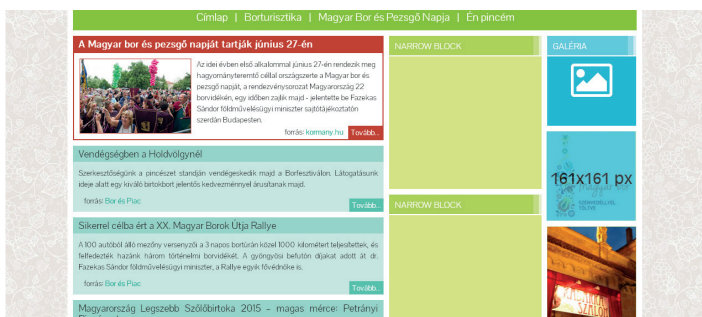 Címlap | Borturisztika | Magyar Bor és Pezsgő Napja | Én pincém
A Magyar bor és pezsgő napját tartják június 27-én
Az idei évben első alkalommal június 27-én rendezik meg
hagyományteremtő céllal országszerte a Magyar bor és
pezsgő napját, a rendezvénysorozat Magyarország 22
borvidékén, egy időben zajlik majd - jelentette be Fazekas
Sándor földművelésügyi miniszter sajtótájékoztatón
szerdán Budapesten.
forrás: kormany.hu Tovább...
Vendégségben a Holdvölgynél
Szerkesztőségünk a pincészet standján vendégeskedik majd a Borfesztiválon. Látogatásunk
ideje alatt egy kiváló birtokbort jelentős kedvezménnyel árusítanak majd.
forrás: Bor és Piac
Tovább...
Sikerrel célba ért a XX. Magyar Borok Útja Rallye
A 100 autóból álló mezőny versenyzői a 3 napos bortúrán közel 1000 kilométert teljesítettek, és
felfedezték hazánk három történelmi borvidékét. A gyöngyösi befutón díjakat adott át dr.
Fazekas Sándor földművelésügyi miniszter, a Rallye egyik fővédnöke is.
forrás: Bor és Piac
Tovább...
Magyarország Legszebb Szőlőbirtoka 2015 – magas mérce: Petrányi
NARROW BLOCK
NARROW BLOCK
GALÉRIA
161x161 px
magyar bor